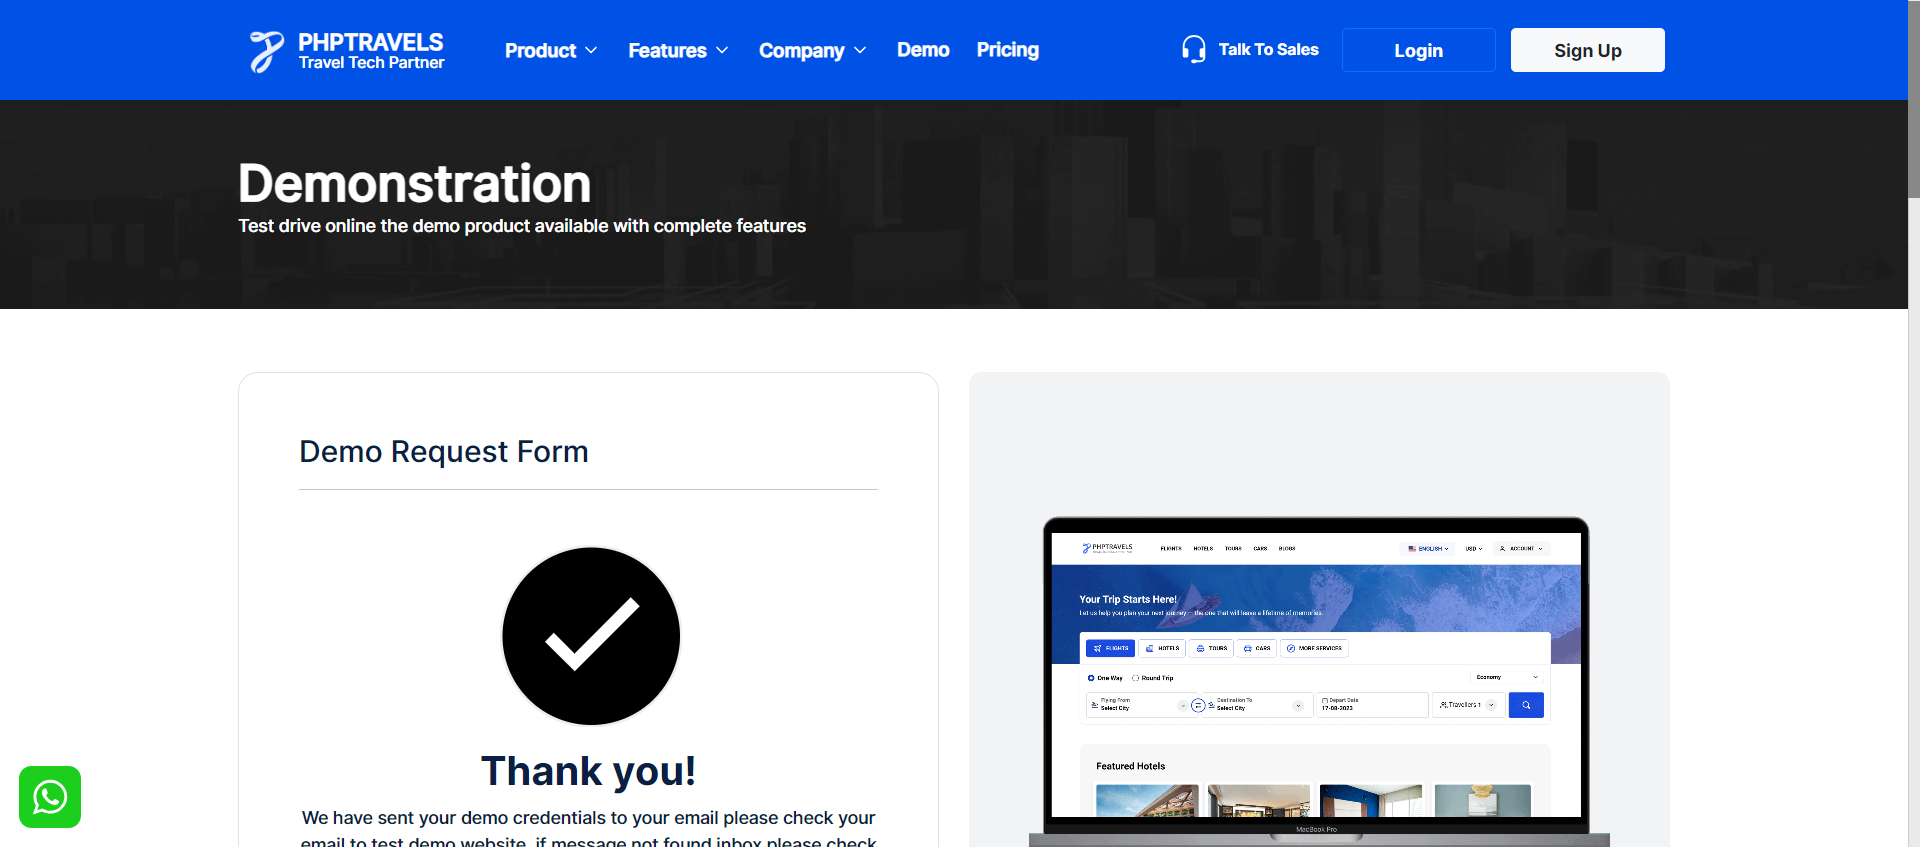 PHPTRAVELS
Travel Tech Partner
Product
Features
Company
Demo
Pricing
Talk To Sales
Login
Sign Up
Demonstration
Test drive online the demo product available with complete features
Demo Request Form
Thank you!
We have sent your demo credentials to your email please check your
email to test demo website. if message not found inbox please check
PHPTRAVELS
FLIGHTS
HOTELS
TOURS
CARS
BLOGS
ENGLISH
USD
ACCOUNT
Your Trip Starts Here!
Let us help you plan your next journey — the one that will leave a lifetime of memories.
FLIGHTS
HOTELS
TOURS
CARS
MORE SERVICES
One Way
Round Trip
Economy
Flying From
Select City
Destination To
Select City
Depart Date
17-08-2023
Travellers 1
Featured Hotels
MacBook Pro